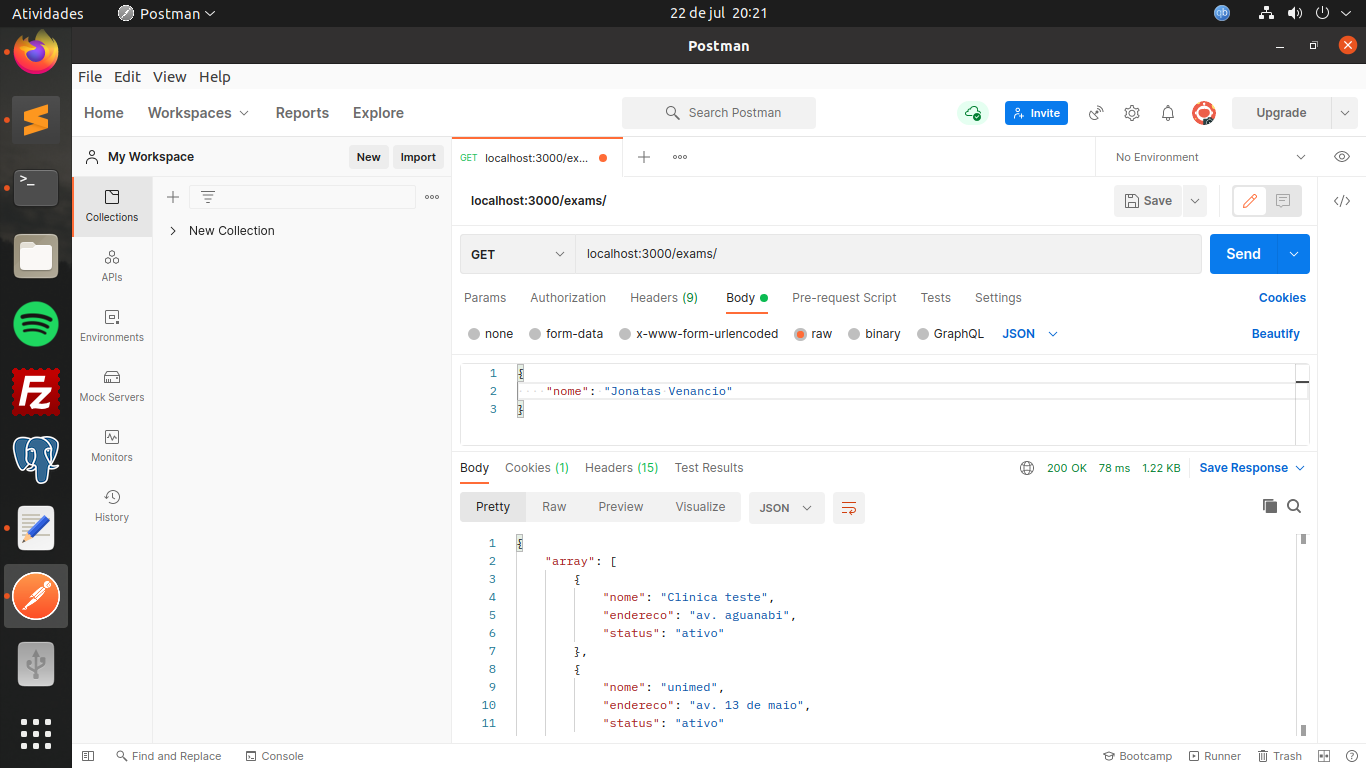 Atividades Postman 22 de jul 20:21 qb
Postman
File Edit View Help
Home Workspaces Reports Explore Search Postman Invite Upgrade
My Workspace New Import GET localhost:3000/ex... No Environment
Collections
New Collection
APIs
Environments
Mock Servers
Monitors
History
localhost:3000/exams/ Save </>
GET localhost:3000/exams/ Send
Params Authorization Headers (9) Body Pre-request Script Tests Settings Cookies
none form-data x-www-form-urlencoded raw binary GraphQL JSON Beautify
1 {
2 "nome": "Jonatas Venancio"
3 }
Body Cookies (1) Headers (15) Test Results 200 OK 78 ms 1.22 KB Save Response
Pretty Raw Preview Visualize JSON
1 {
2 "array": [
3 {
4 "nome": "Clinica teste",
5 "endereco": "av. aguanabi",
6 "status": "ativo"
7 },
8 {
9 "nome": "unimed",
10 "endereco": "av. 13 de maio",
11 "status": "ativo"
Find and Replace Console Bootcamp Runner Trash
>_
Fz